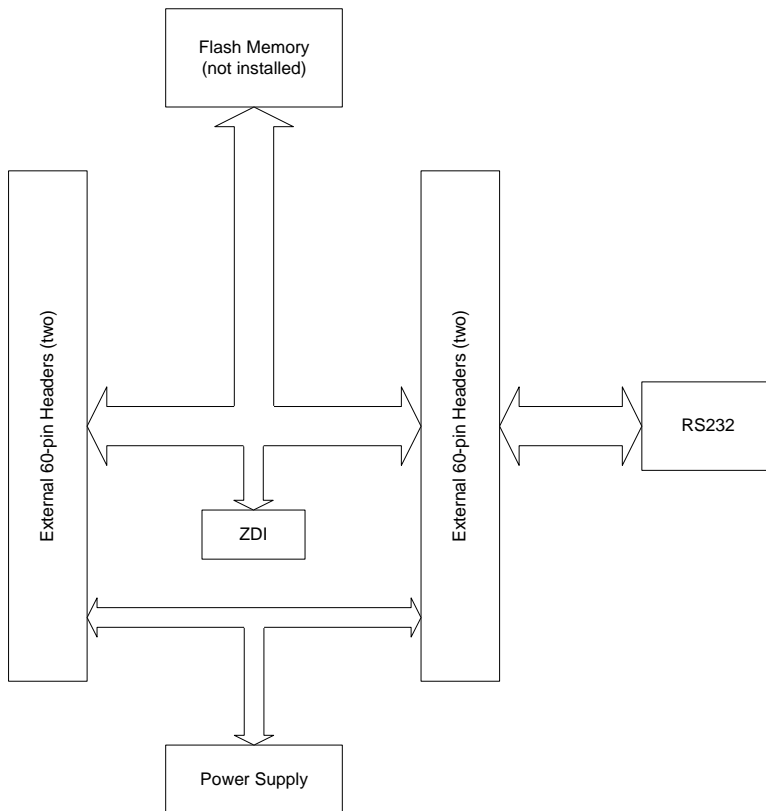 Flash Memory
(not installed)
External 60-pin Headers (two)
External 60-pin Headers (two)
RS232
ZDI
Power Supply